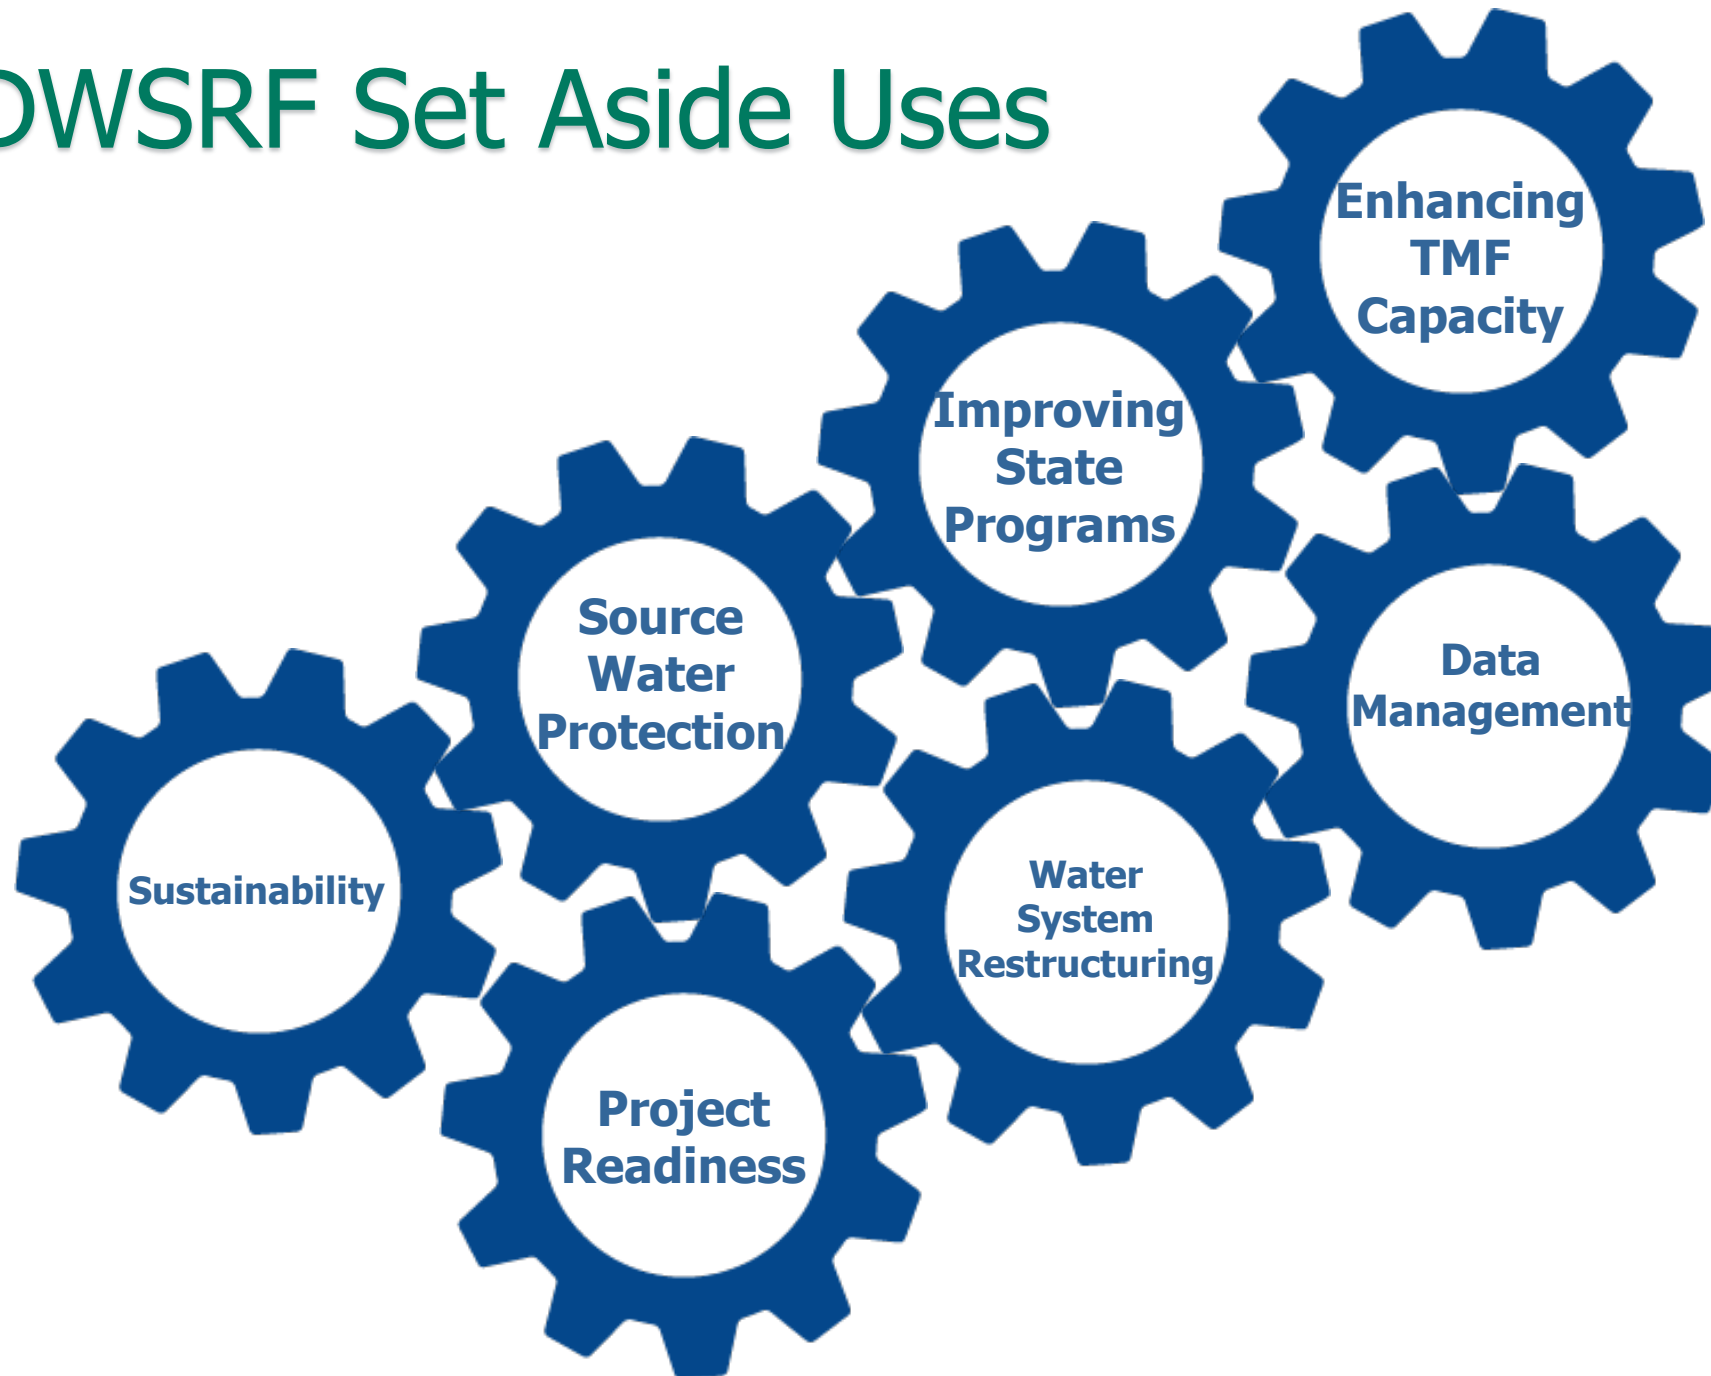 DWSRF Set Aside Uses
Enhancing
TMF
Capacity
Improving
State
Programs
Source
Water
Protection
Data
Management
Sustainability
Water
System
Restructuring
Project
Readiness